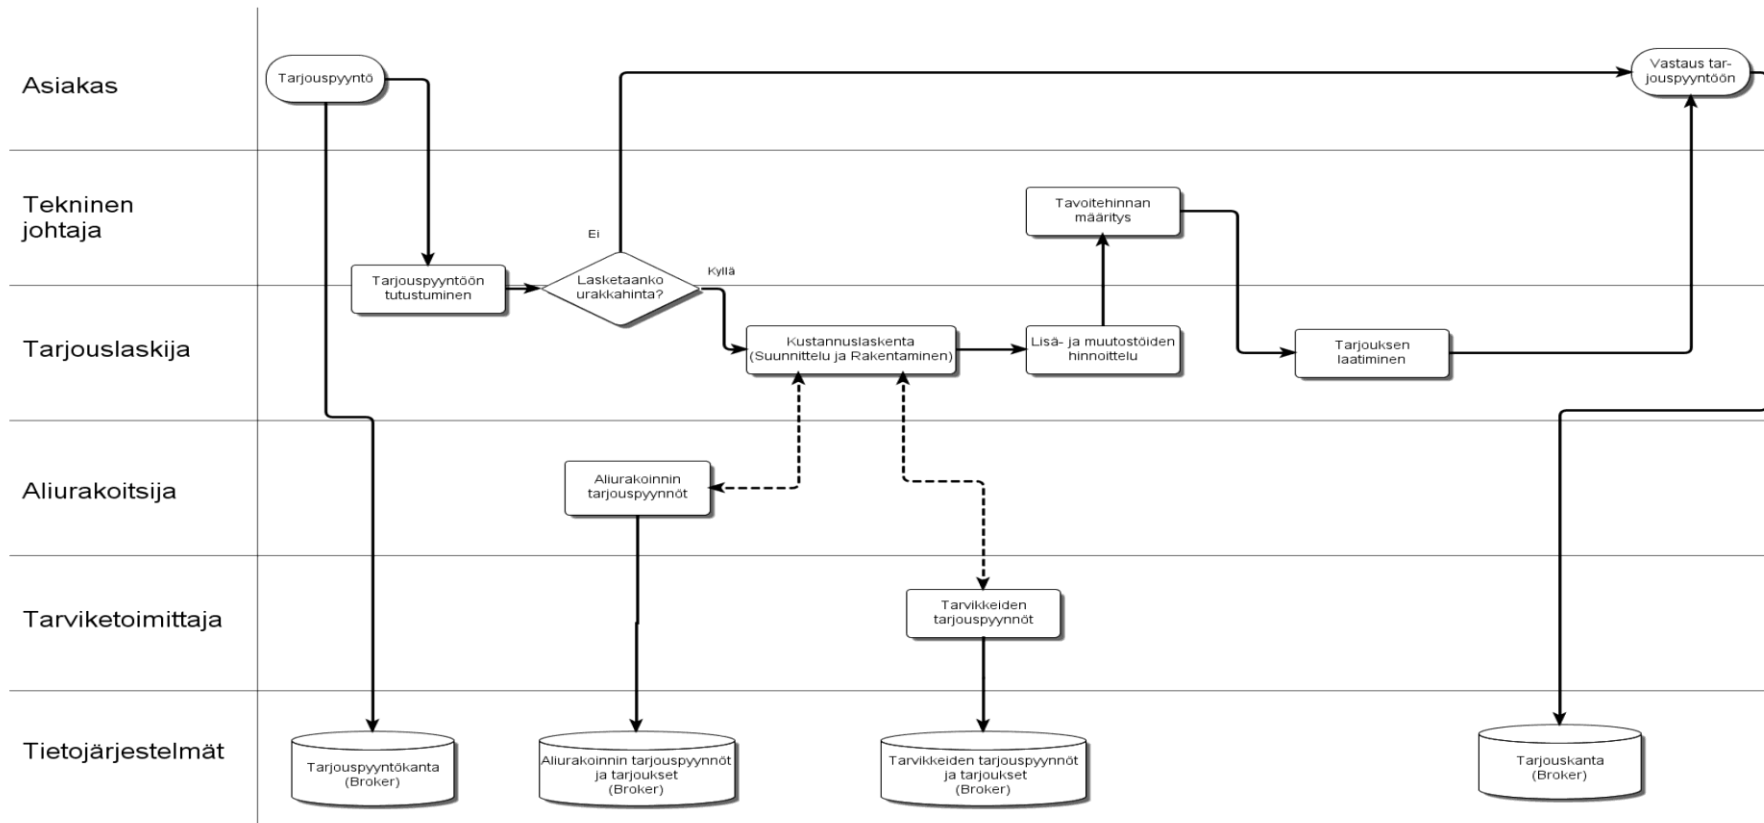 Asiakas
Tarjouspyyntö
Vastaus tar-
jouspyyntöön
Tekninen
johtaja
Tavoitehinnan
määritys
Ei
Kyllä
Tarjouspyyntöön
tutustuminen
Lasketaanko
urakkahinta?
Tarjouslaskija
Kustannuslaskenta
(Suunnittelu ja Rakentaminen)
Lisä- ja muutostöiden
hinnoittelu
Tarjouksen
laatiminen
Aliurakoitsija
Aliurakoinnin
tarjouspyynnöt
Tarviketoimittaja
Tarvikkeiden
tarjouspyynnöt
Tietojärjestelmät
Tarjouspyyntökanta
(Broker)
Aliurakoinnin tarjouspyynnöt
ja tarjoukset
(Broker)
Tarvikkeiden tarjouspyynnöt
ja tarjoukset
(Broker)
Tarjouskanta
(Broker)